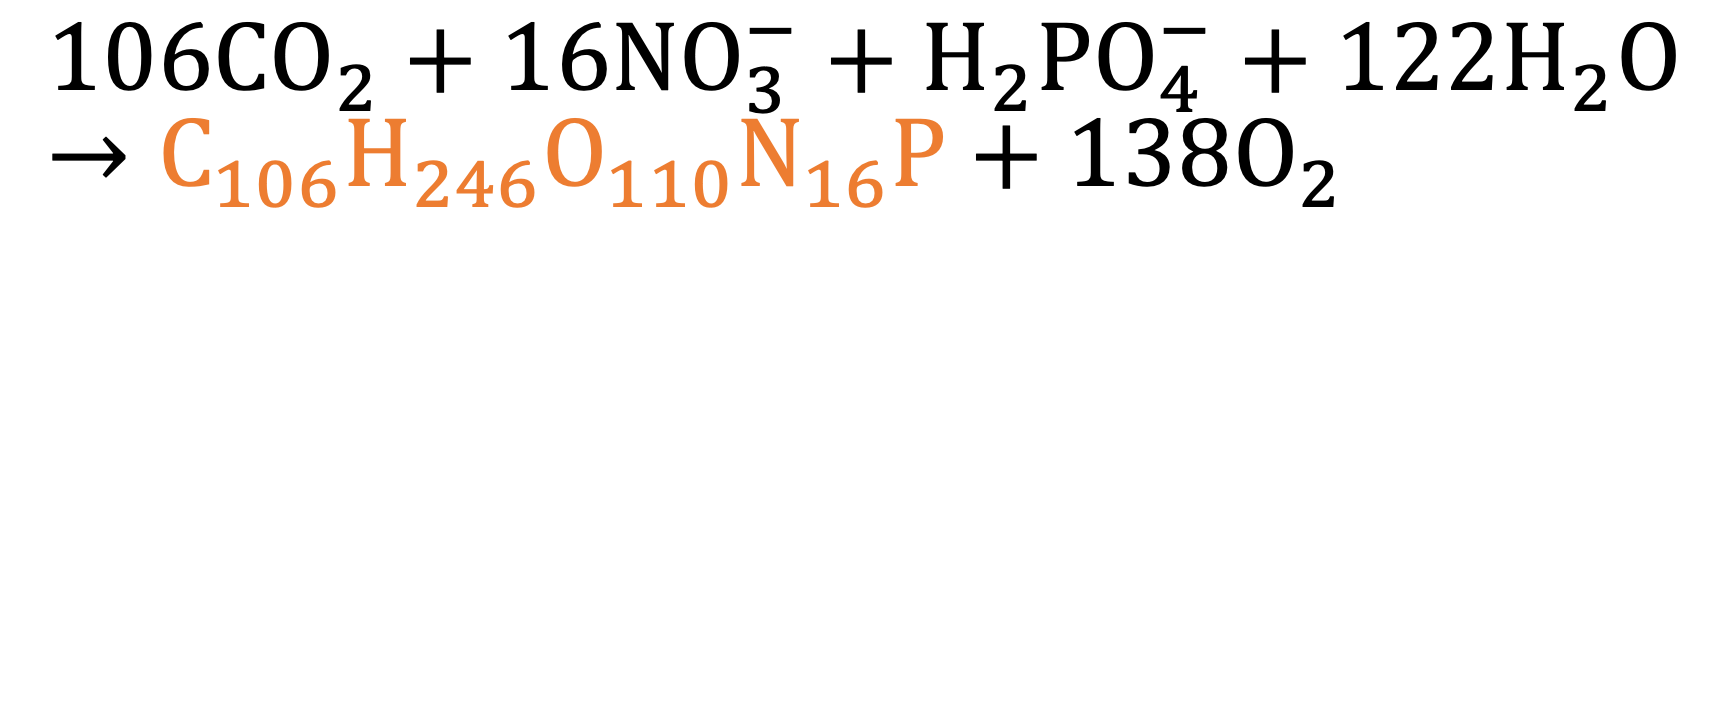 106CO₂ + 16NO₃⁻ + H₂PO₄⁻ + 122H₂O
→ C₁₀₆H₂₄₆O₁₁₀N₁₆P + 138O₂